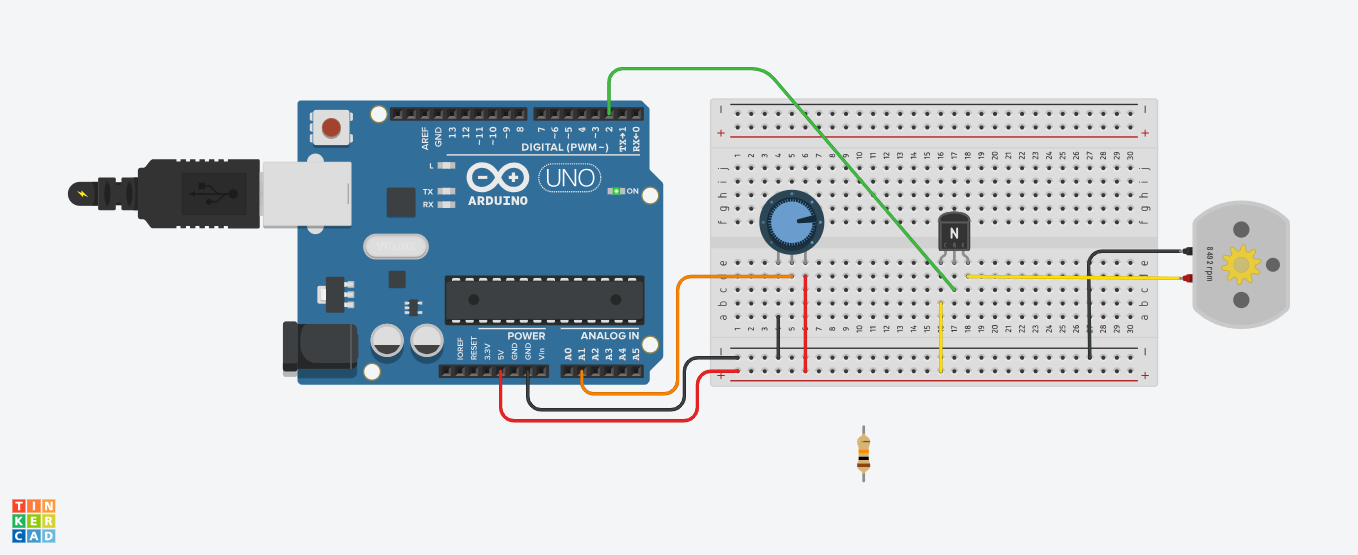 AREF
GND
13
12
~11
~10
~9
8
7
~6
~5
4
~3
2
TX→1
RX←0
DIGITAL (PWM~)
L
TX
RX
ARDUINO
UNO
ON
POWER
ANALOG IN
IOREF
RESET
3.3V
5V
GND
GND
Vin
A0
A1
A2
A3
A4
A5
− −
+ +
1 2 3 4 5 6 7 8 9 10 11 12 13 14 15 16 17 18 19 20 21 22 23 24 25 26 27 28 29 30
j j
i i
h h
g g
f f
N
C B E
e e
d d
c c
b b
a a
1 2 3 4 5 6 7 8 9 10 11 12 13 14 15 16 17 18 19 20 21 22 23 24 25 26 27 28 29 30
− −
+ +
8402 rpm
TIN
KER
CAD